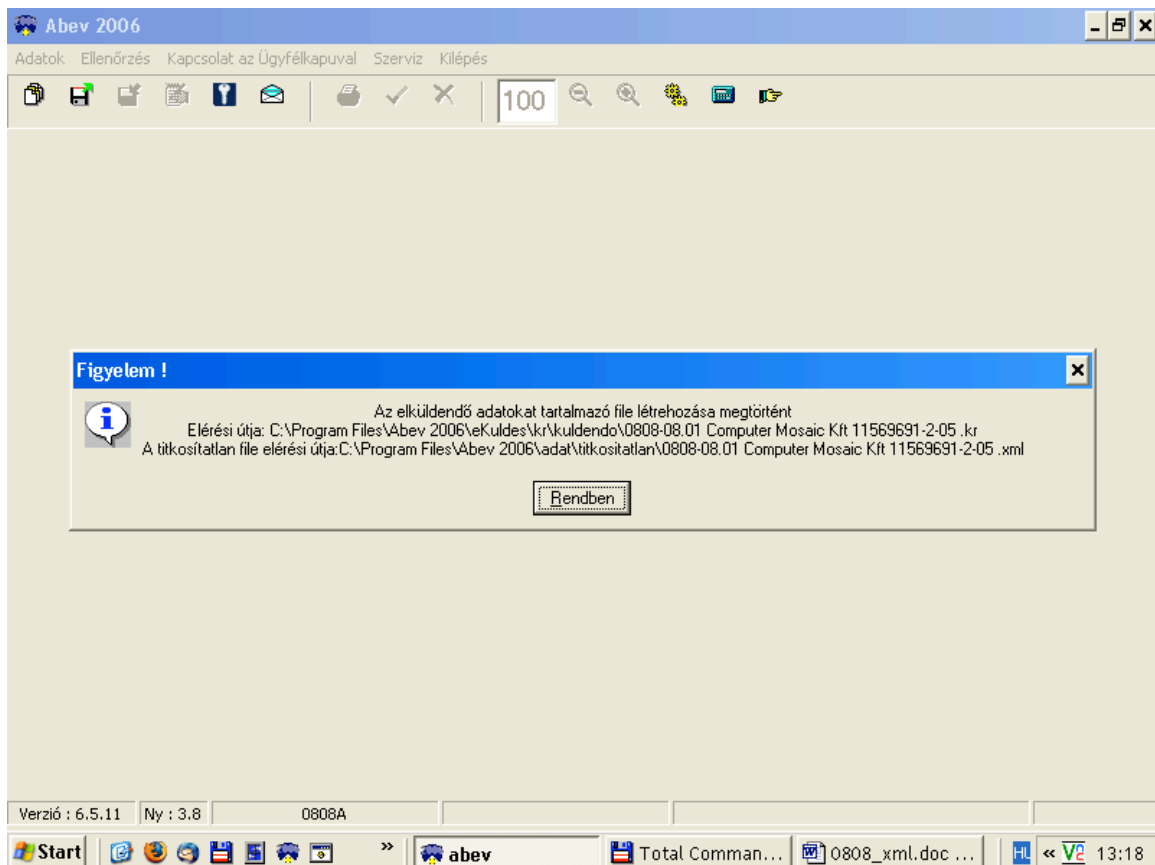 Abev 2006
Adatok Ellenőrzés Kapcsolat az Ügyfélkapuval Szerviz Kilépés
100
Figyelem !
Az elküldendő adatokat tartalmazó file létrehozása megtörtént
Elérési útja: C:\Program Files\Abev 2006\eKuldes\kr\kuldendo\0808-08.01 Computer Mosaic Kft 11569691-2-05 .kr
A titkosítatlan file elérési útja:C:\Program Files\Abev 2006\adat\titkositatlan\0808-08.01 Computer Mosaic Kft 11569691-2-05 .xml
Rendben
Verzió : 6.5.11 Ny : 3.8 0808A
Start » abev Total Comman... 0808_xml.doc ... HU « 13:18